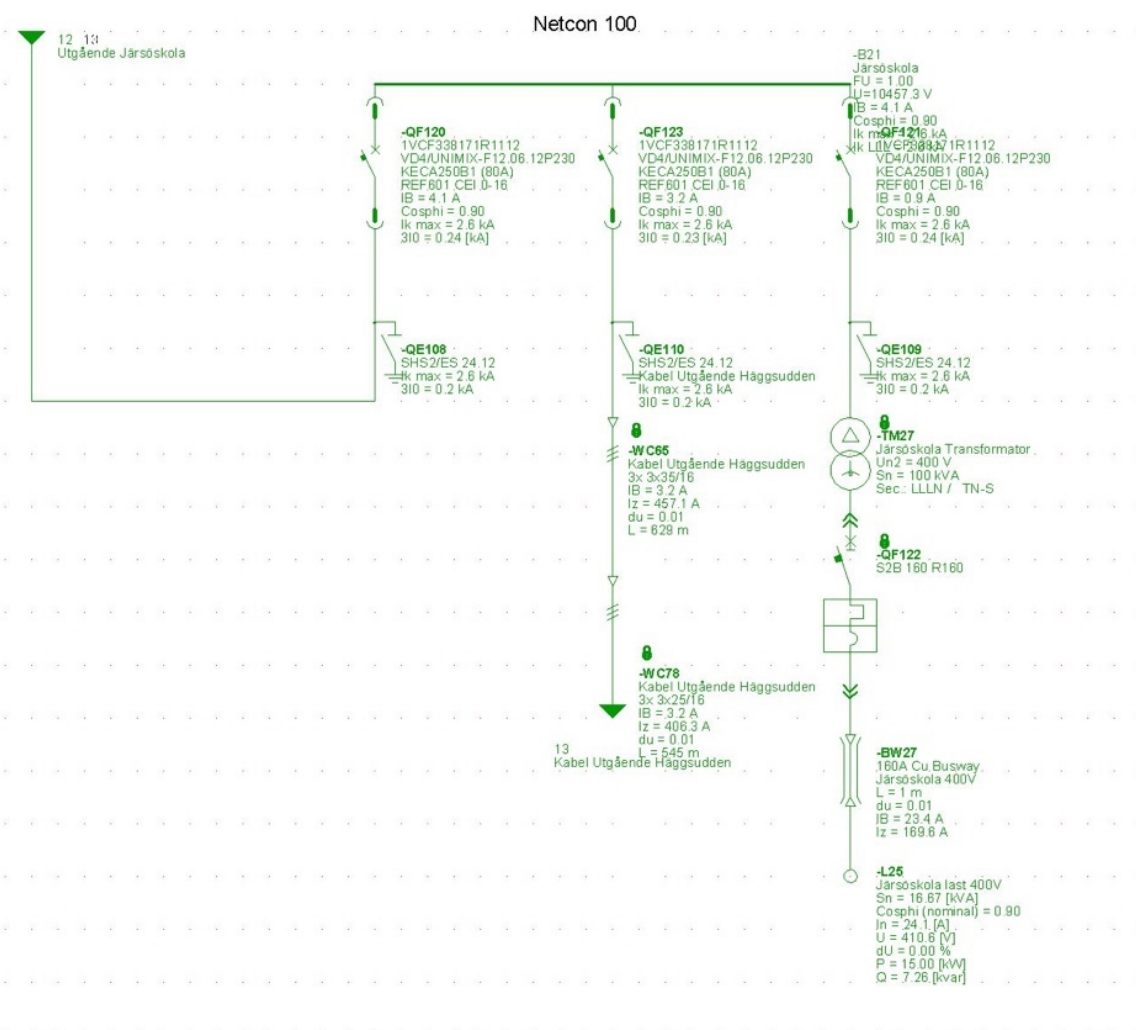 Netcon 100
12 13
Utgående Järsöskola
-B21
Järsöskola
FU = 1.00
U=10457.3 V
IB = 4.1 A
Cosphi = 0.90
Ik max = 2.6 kA
-QF120
1VCF338171R1112
VD4/UNIMIX-F12.06.12P230
KECA250B1 (80A)
REF601 CEI 0-16
IB = 4.1 A
Cosphi = 0.90
Ik max = 2.6 kA
3I0 = 0.24 [kA]
-QF123
1VCF338171R1112
VD4/UNIMIX-F12.06.12P230
KECA250B1 (80A)
REF601 CEI 0-16
IB = 3.2 A
Cosphi = 0.90
Ik max = 2.6 kA
3I0 = 0.23 [kA]
-QF121
1VCF338171R1112
VD4/UNIMIX-F12.06.12P230
KECA250B1 (80A)
REF601 CEI 0-16
IB = 0.9 A
Cosphi = 0.90
Ik max = 2.6 kA
3I0 = 0.24 [kA]
-QE108
SHS2/ES 24.12
Ik max = 2.6 kA
3I0 = 0.2 kA
-QE110
SHS2/ES 24.12
Kabel Utgående Häggsudden
Ik max = 2.6 kA
3I0 = 0.2 kA
-QE109
SHS2/ES 24.12
Ik max = 2.6 kA
3I0 = 0.2 kA
-WC65
Kabel Utgående Häggsudden
3x 3x35/16
IB = 3.2 A
Iz = 457.1 A
du = 0.01
L = 629 m
-TM27
Järsöskola Transformator
Un2 = 400 V
Sn = 100 kVA
Sec.: LLLN / TN-S
-QF122
S2B 160 R160
-WC78
Kabel Utgående Häggsudden
3x 3x25/16
IB = 3.2 A
Iz = 406.3 A
du = 0.01
L = 545 m
13
Kabel Utgående Häggsudden
-BW27
160A Cu Busway
Järsöskola 400V
L = 1 m
du = 0.01
IB = 23.4 A
Iz = 169.6 A
-L25
Järsöskola last 400V
Sn = 16.67 [kVA]
Cosphi (nominal) = 0.90
In = 24.1 [A]
U = 410.6 [V]
dU = 0.00 %
P = 15.00 [kW]
Q = 7.26 [kvar]